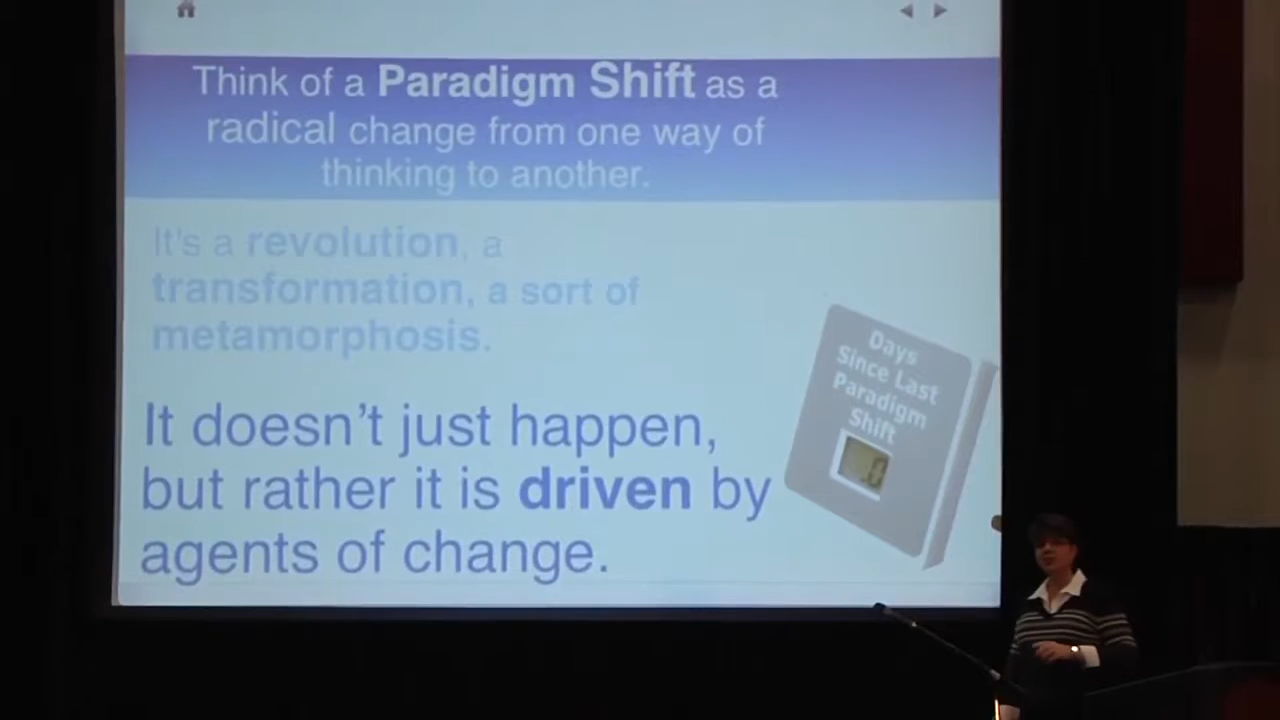 Think of a Paradigm Shift as a
radical change from one way of
thinking to another.
It's a revolution, a
transformation, a sort of
metamorphosis.
It doesn't just happen,
but rather it is driven by
agents of change.
Days
Since Last
Paradigm
Shift
0